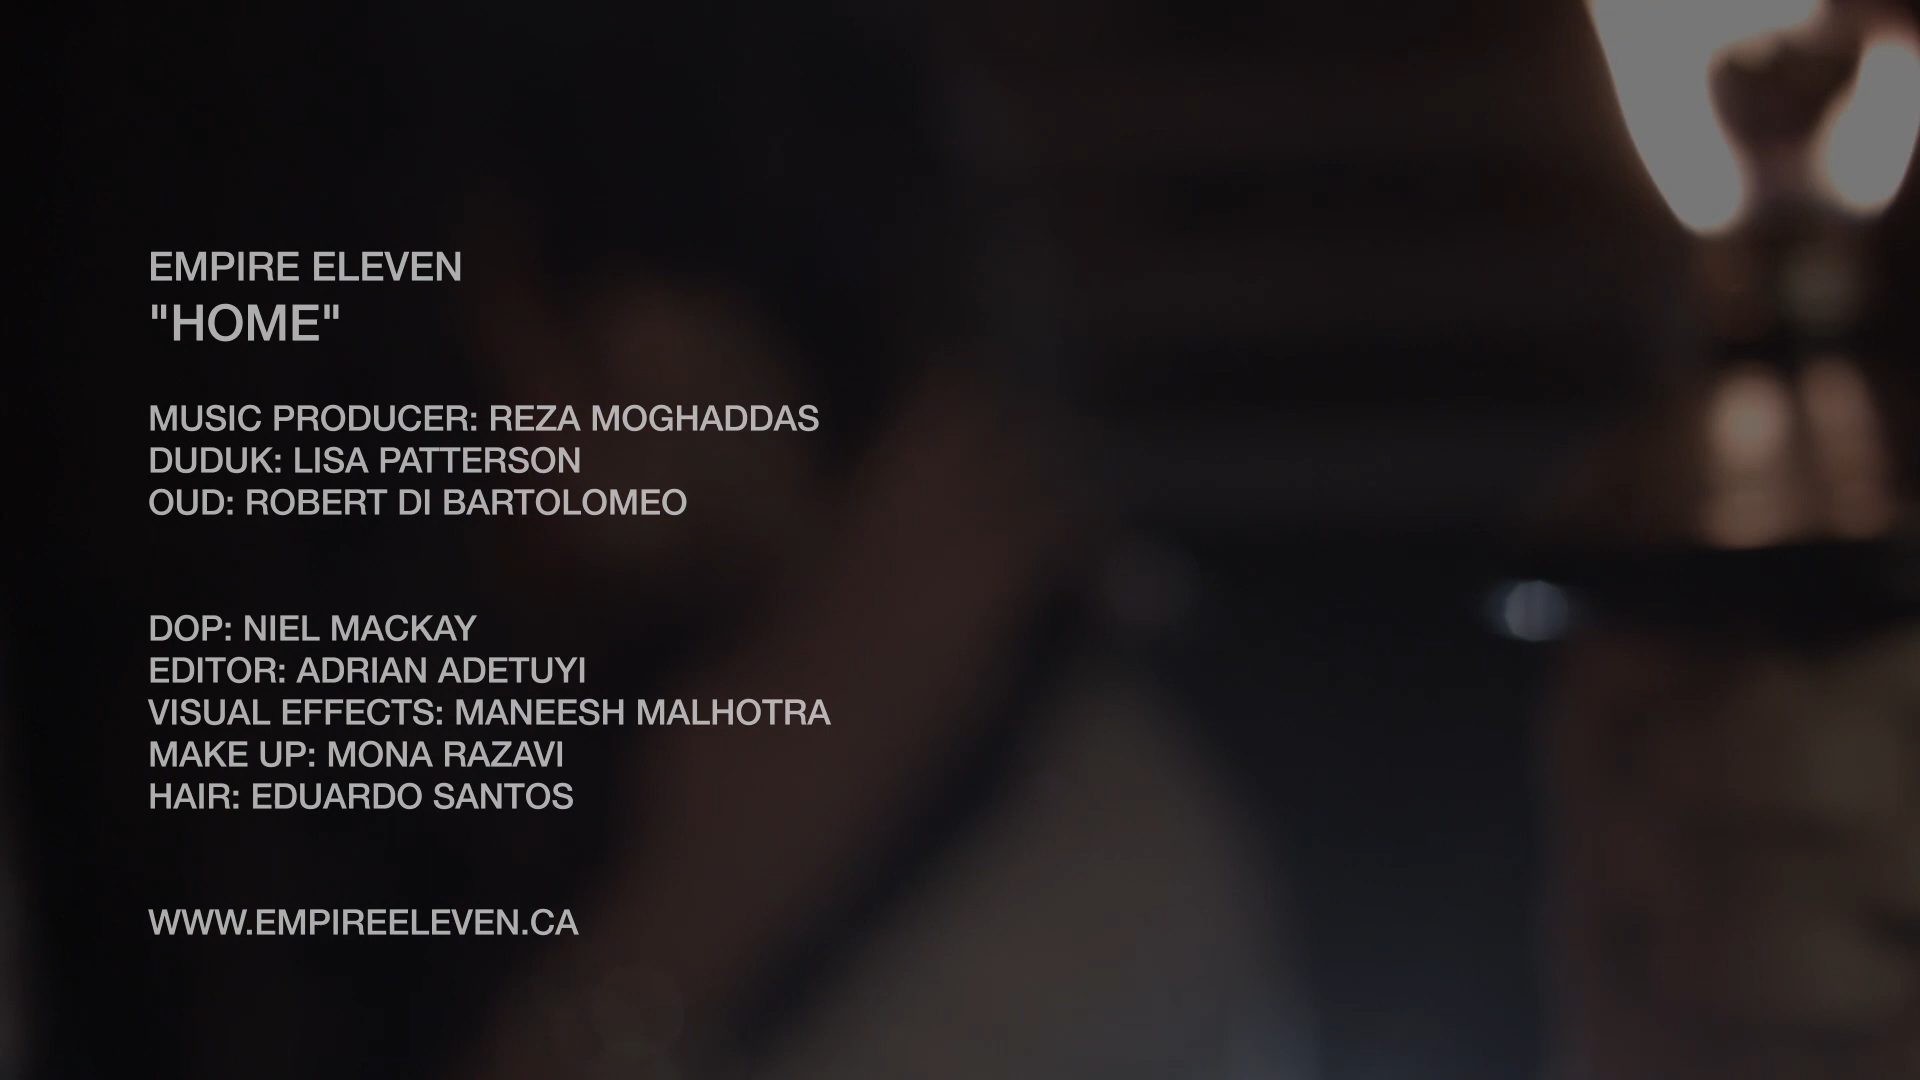 EMPIRE ELEVEN
"HOME"
MUSIC PRODUCER: REZA MOGHADDAS
DUDUK: LISA PATTERSON
OUD: ROBERT DI BARTOLOMEO
DOP: NIEL MACKAY
EDITOR: ADRIAN ADETUYI
VISUAL EFFECTS: MANEESH MALHOTRA
MAKE UP: MONA RAZAVI
HAIR: EDUARDO SANTOS
WWW.EMPIREELEVEN.CA